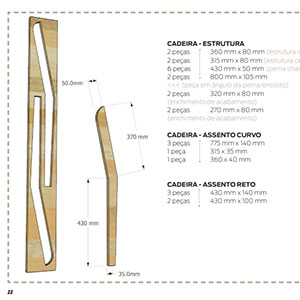 CADEIRA - ESTRUTURA
2 peças 360 mm x 80 mm (estrutura c
2 peças 315 mm x 80 mm (estrutura
6 peças 430 mm x 50 mm (perna chan
2 peças 800 mm x 105 mm
<<< (peça em ângulo da perna/encosto)
2 peças 320 mm x 80 mm
(enchimento de acabamento)
2 peças 270 mm x 80 mm
(enchimento de acabamento)
50.0mm
370 mm
CADEIRA - ASSENTO CURVO
3 peças 775 mm x 140 mm
1 peça 315 x 35 mm
1 peça 360 x 40 mm
CADEIRA - ASSENTO RETO
3 peças 430 mm x 140 mm
2 peças 430 mm x 100 mm
430 mm
35.0mm
22